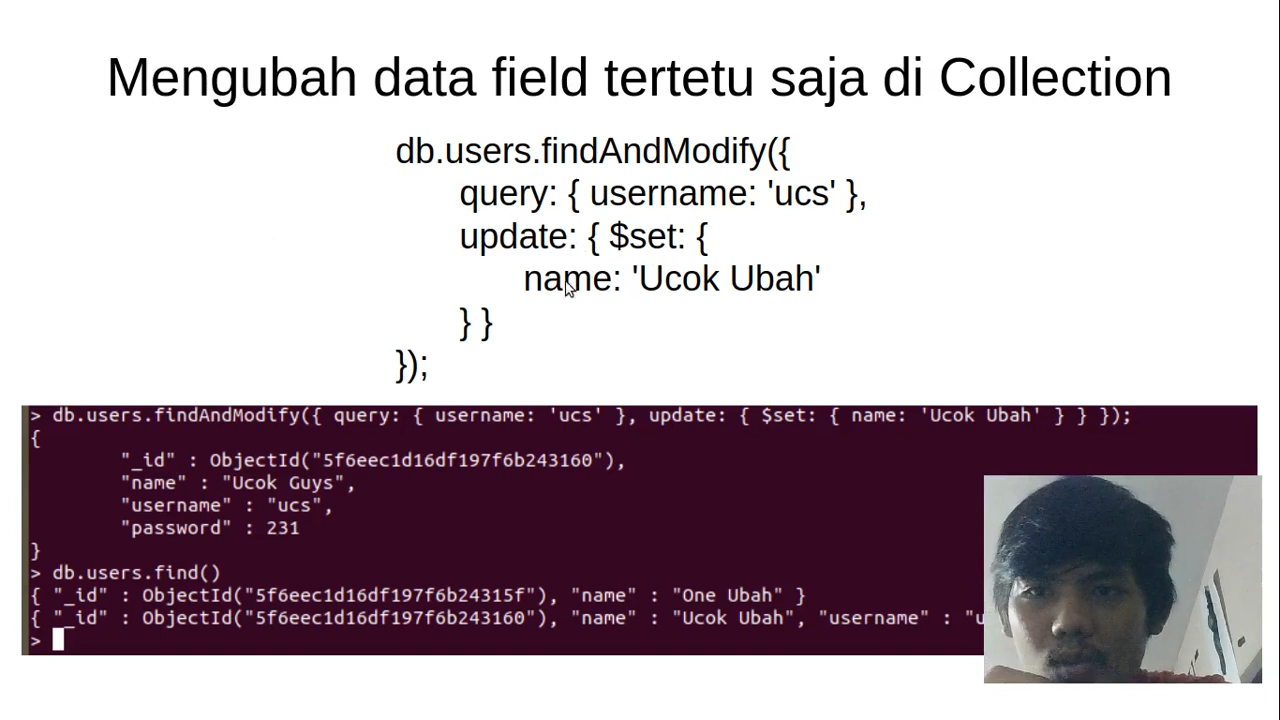 Mengubah data field tertetu saja di Collection
db.users.findAndModify({
query: { username: 'ucs' },
update: { $set: {
name: 'Ucok Ubah'
} }
});
> db.users.findAndModify({ query: { username: 'ucs' }, update: { $set: { name: 'Ucok Ubah' } } });
{
"_id" : ObjectId("5f6eec1d16df197f6b243160"),
"name" : "Ucok Guys",
"username" : "ucs",
"password" : 231
}
> db.users.find()
{ "_id" : ObjectId("5f6eec1d16df197f6b24315f"), "name" : "One Ubah" }
{ "_id" : ObjectId("5f6eec1d16df197f6b243160"), "name" : "Ucok Ubah", "username" : "u
>